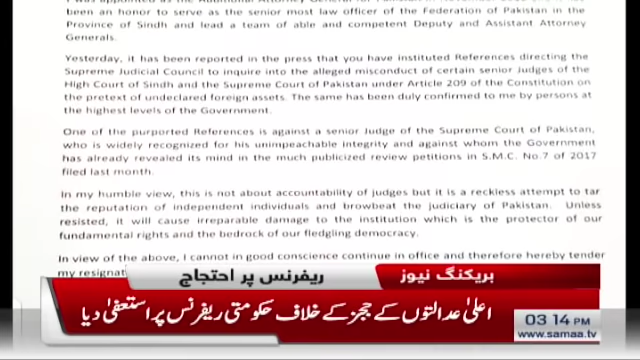 been an honor to serve as the senior most law officer of the Federation of Pakistan in the
Province of Sindh and lead a team of able and competent Deputy and Assistant Attorney
Generals.
Yesterday, it has been reported in the press that you have instituted References directing the
Supreme Judicial Council to inquire into the alleged misconduct of certain senior Judges of the
High Court of Sindh and the Supreme Court of Pakistan under Article 209 of the Constitution on
the pretext of undeclared foreign assets. The same has been duly confirmed to me by persons at
the highest levels of the Government.
One of the purported References is against a senior Judge of the Supreme Court of Pakistan,
who is widely recognized for his unimpeachable integrity and against whom the Government
has already revealed its mind in the much publicized review petitions in S.M.C. No.7 of 2017
filed last month.
In my humble view, this is not about accountability of judges but it is a reckless attempt to tar
the reputation of independent individuals and browbeat the judiciary of Pakistan. Unless
resisted, it will cause irreparable damage to the institution which is the protector of our
fundamental rights and the bedrock of our fledgling democracy.
In view of the above, I cannot in good conscience continue in office and therefore hereby tender
my resignat
بریکنگ نیوز
ریفرنس پر احتجاج
اعلیٰ عدالتوں کے ججز کے خلاف حکومتی ریفرنس پر استعفیٰ دیا
03:14 PM
www.samaa.tv